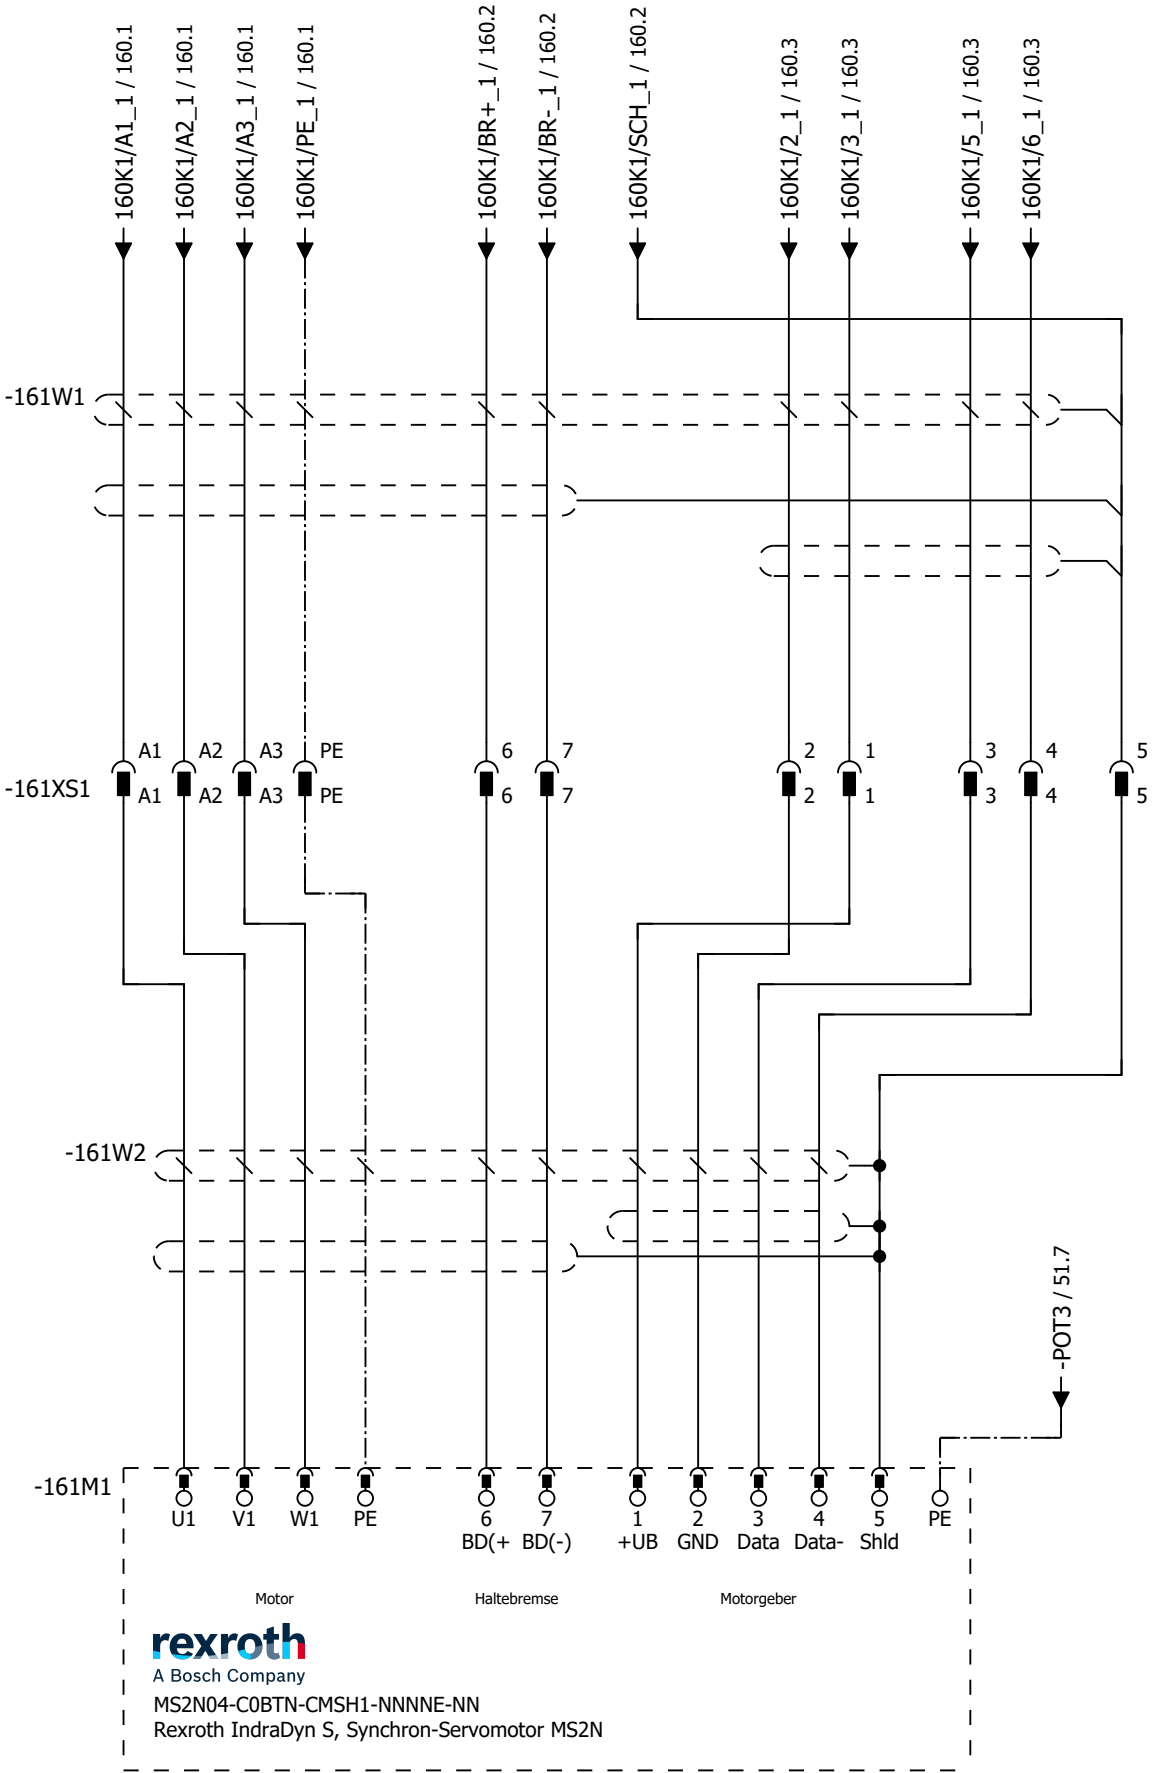 160K1/A1_1 / 160.1
160K1/A2_1 / 160.1
160K1/A3_1 / 160.1
160K1/PE_1 / 160.1
160K1/BR+_1 / 160.2
160K1/BR-_1 / 160.2
160K1/SCH_1 / 160.2
160K1/2_1 / 160.3
160K1/3_1 / 160.3
160K1/5_1 / 160.3
160K1/6_1 / 160.3
-161W1
A1 A2 A3 PE 6 7 2 1 3 4 5
-161XS1
A1 A2 A3 PE 6 7 2 1 3 4 5
-161W2
-POT3 / 51.7
-161M1
U1 V1 W1 PE 6 7 1 2 3 4 5 PE
BD(+ BD(-) +UB GND Data Data- Shld
Motor Haltebremse Motorgeber
rexroth
A Bosch Company
MS2N04-C0BTN-CMSH1-NNNNE-NN
Rexroth IndraDyn S, Synchron-Servomotor MS2N